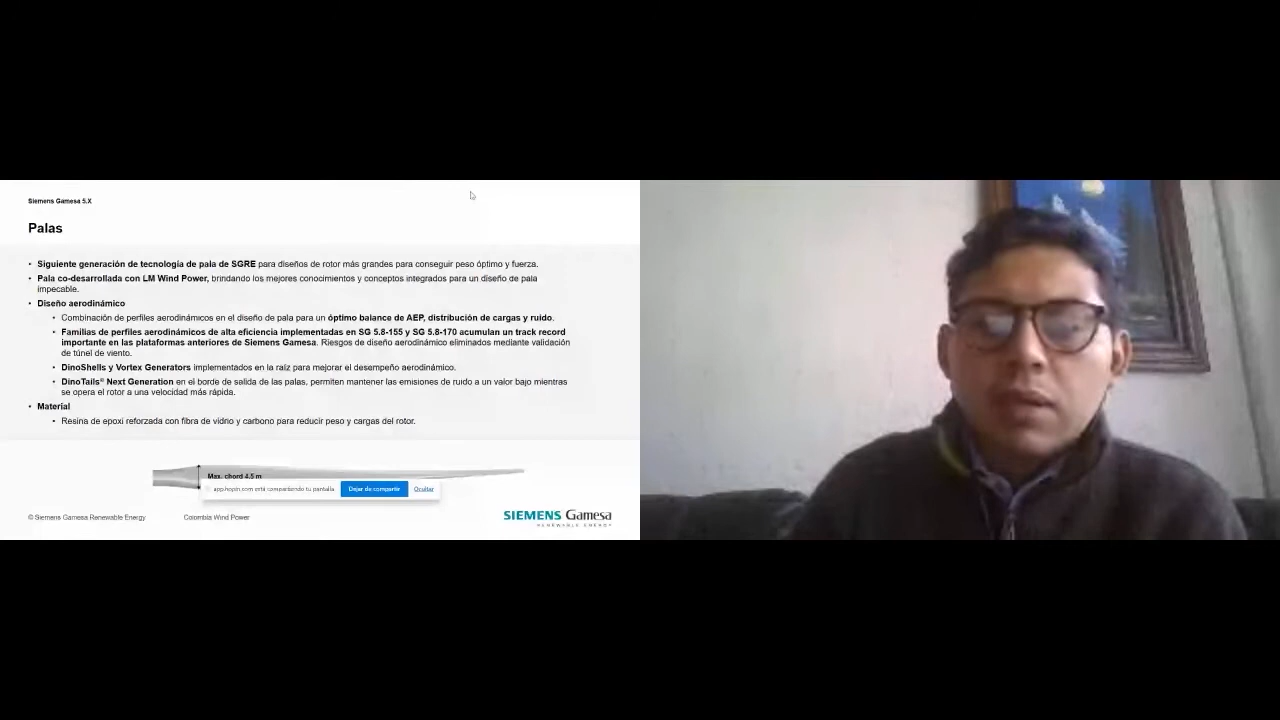 Siemens Gamesa 5.X
Palas
• Siguiente generación de tecnología de pala de SGRE para diseños de rotor más grandes para conseguir peso óptimo y fuerza.
• Pala co-desarrollada con LM Wind Power, brindando los mejores conocimientos y conceptos integrados para un diseño de pala
impecable.
• Diseño aerodinámico
• Combinación de perfiles aerodinámicos en el diseño de pala para un óptimo balance de AEP, distribución de cargas y ruido.
• Familias de perfiles aerodinámicos de alta eficiencia implementadas en SG 5.8-155 y SG 5.8-170 acumulan un track record
importante en las plataformas anteriores de Siemens Gamesa. Riesgos de diseño aerodinámico eliminados mediante validación
de túnel de viento.
• DinoShells y Vortex Generators implementados en la raíz para mejorar el desempeño aerodinámico.
• DinoTails® Next Generation en el borde de salida de las palas, permiten mantener las emisiones de ruido a un valor bajo mientras
se opera el rotor a una velocidad más rápida.
• Material
• Resina de epoxi reforzada con fibra de vidrio y carbono para reducir peso y cargas del rotor.
Max. chord 4.5 m
app.hopin.com está compartiendo tu pantalla. Dejar de compartir Ocultar
© Siemens Gamesa Renewable Energy Colombia Wind Power
SIEMENS Gamesa
RENEWABLE ENERGY